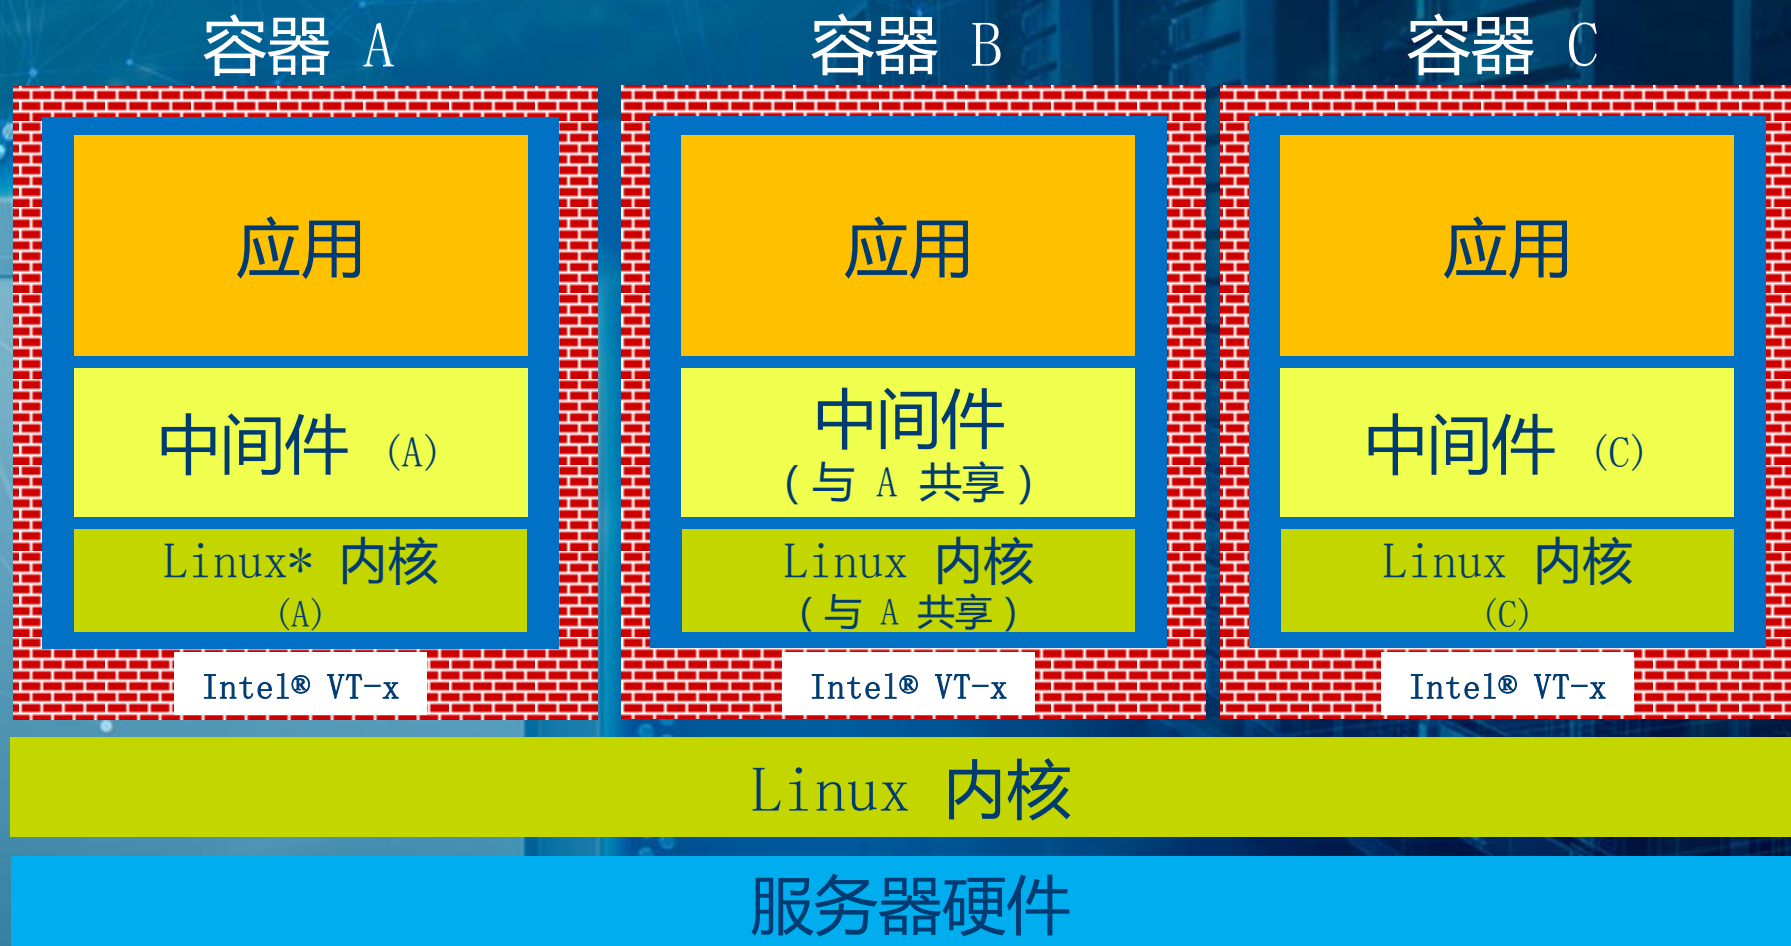 容器 A
容器 B
容器 C
应用
应用
应用
中间件 (A)
中间件
(与 A 共享)
中间件 (C)
Linux* 内核
(A)
Linux 内核
(与 A 共享)
Linux 内核
(C)
Intel® VT-x
Intel® VT-x
Intel® VT-x
Linux 内核
服务器硬件